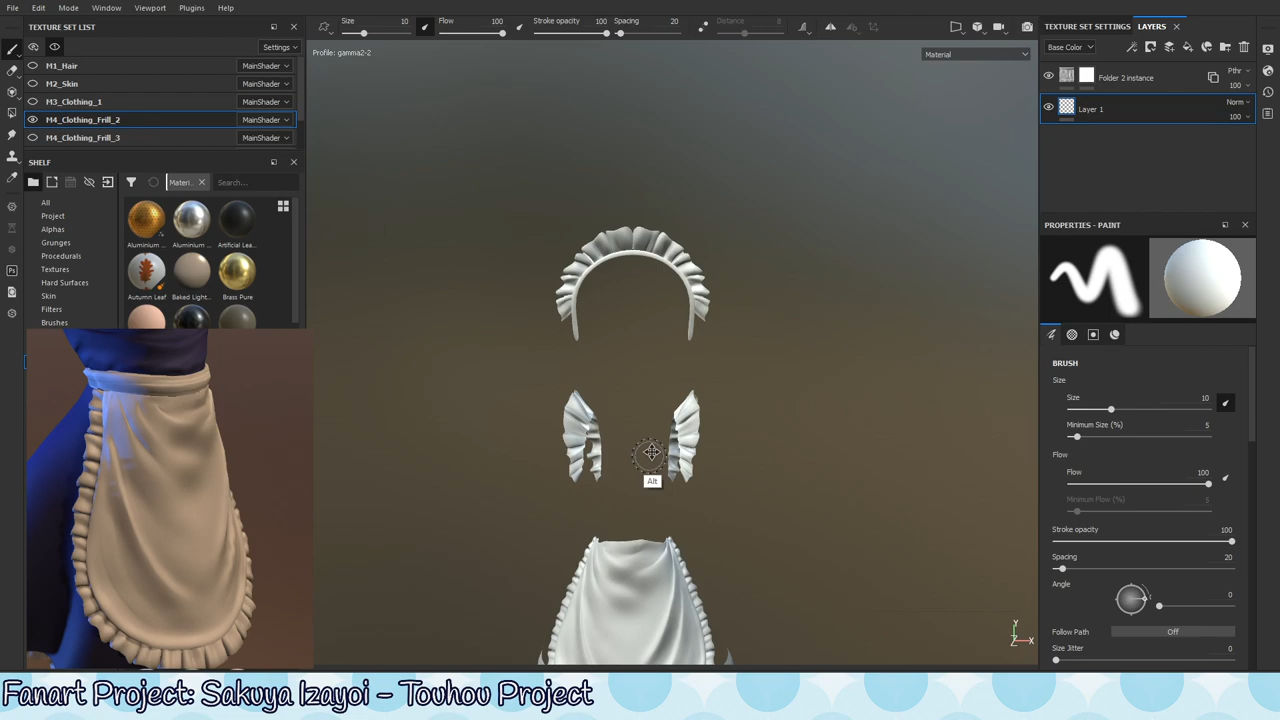 File Edit Mode Window Viewport Plugins Help
TEXTURE SET LIST
Settings
M1_Hair MainShader
M2_Skin MainShader
M3_Clothing_1 MainShader
M4_Clothing_Frill_2 MainShader
M4_Clothing_Frill_3 MainShader
SHELF
Materi... Search...
All
Project
Alphas
Grunges
Procedurals
Textures
Hard Surfaces
Skin
Filters
Brushes
Aluminium ... Aluminium ... Artificial Lea...
Autumn Leaf Baked Light... Brass Pure
Ps
Size 10 Flow 100 Stroke opacity 100 Spacing 20 Distance 8
Profile: gamma2-2
Material
Alt
Y
Z X
TEXTURE SET SETTINGS LAYERS
Base Color
Folder 2 instance Pthr
100
Layer 1 Norm
100
PROPERTIES - PAINT
BRUSH
Size
Size 10
Minimum Size (%) 5
Flow
Flow 100
Minimum Flow (%) 5
Stroke opacity 100
Spacing 20
Angle
0
Follow Path Off
Size Jitter 0
Fanart Project: Sakuya Izayoi - Touhou Project